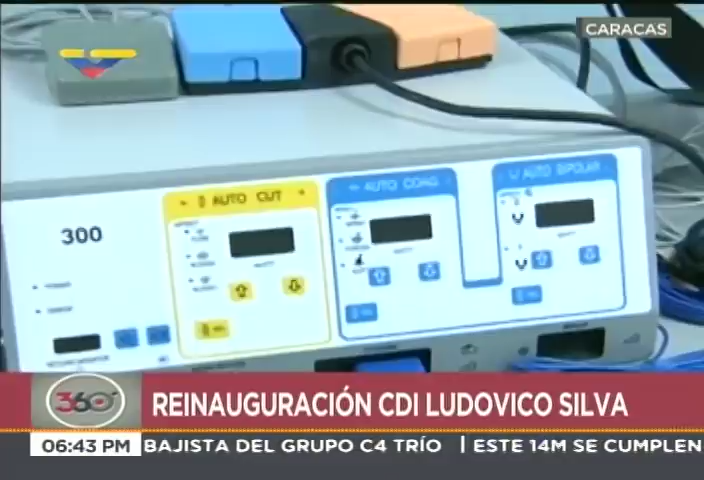 CARACAS
AUTO CUT
AUTO COAG
AUTO BIPOLAR
300
360°
REINAUGURACIÓN CDI LUDOVICO SILVA
06:43 PM
BAJISTA DEL GRUPO C4 TRÍO | ESTE 14M SE CUMPLEN